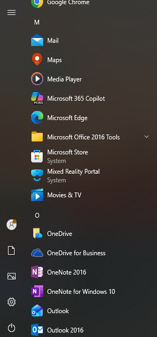 Google Chrome
M
Mail
Maps
Media Player
Microsoft 365 Copilot
Microsoft Edge
Microsoft Office 2016 Tools
Microsoft Store
System
Mixed Reality Portal
System
Movies & TV
O
OneDrive
OneDrive for Business
OneNote 2016
OneNote for Windows 10
Outlook
Outlook 2016